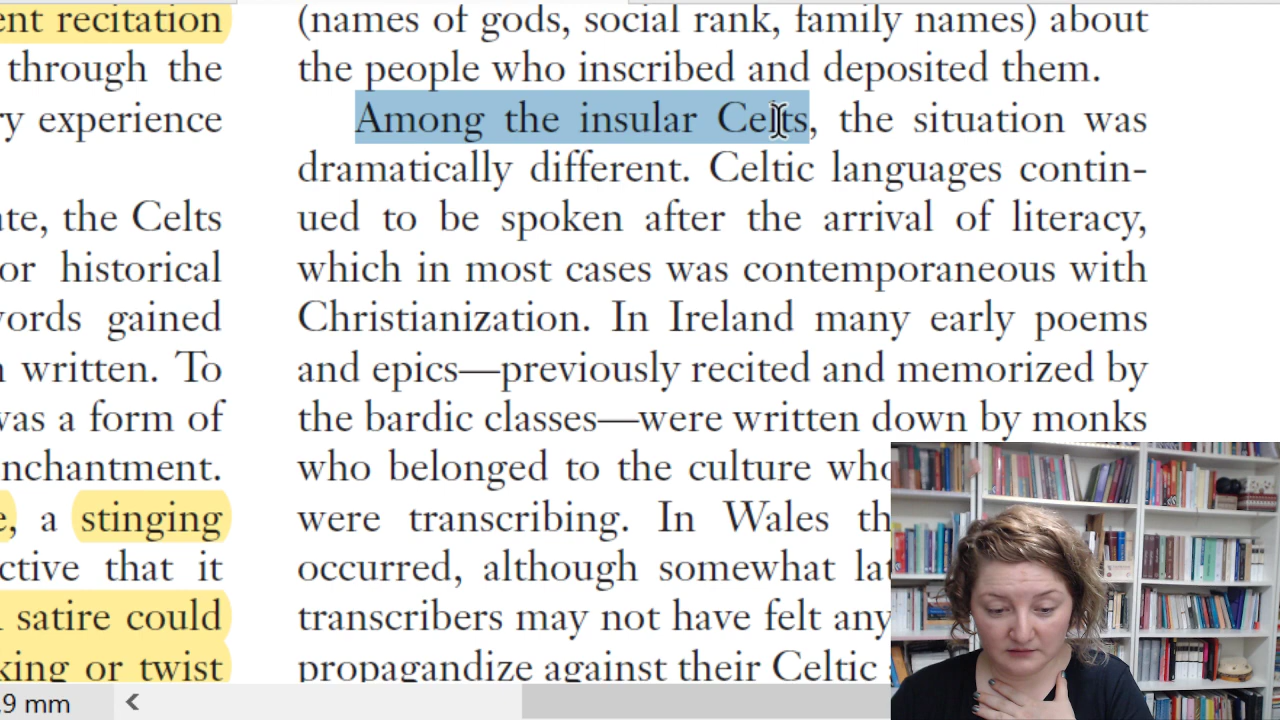 ent recitation
through the
ry experience
the Celts
or historical
words gained
written. To
was a form of
nchantment.
a stinging
ctive that it
satire could
king or twist
(names of gods, social rank, family names) about
the people who inscribed and deposited them.
Among the insular Celts, the situation was
dramatically different. Celtic languages contin-
ued to be spoken after the arrival of literacy,
which in most cases was contemporaneous with
Christianization. In Ireland many early poems
and epics—previously recited and memorized by
the bardic classes—were written down by monks
who belonged to the culture who
were transcribing. In Wales th
occurred, although somewhat lat
transcribers may not have felt any
propagandize against their Celtic
.9 mm